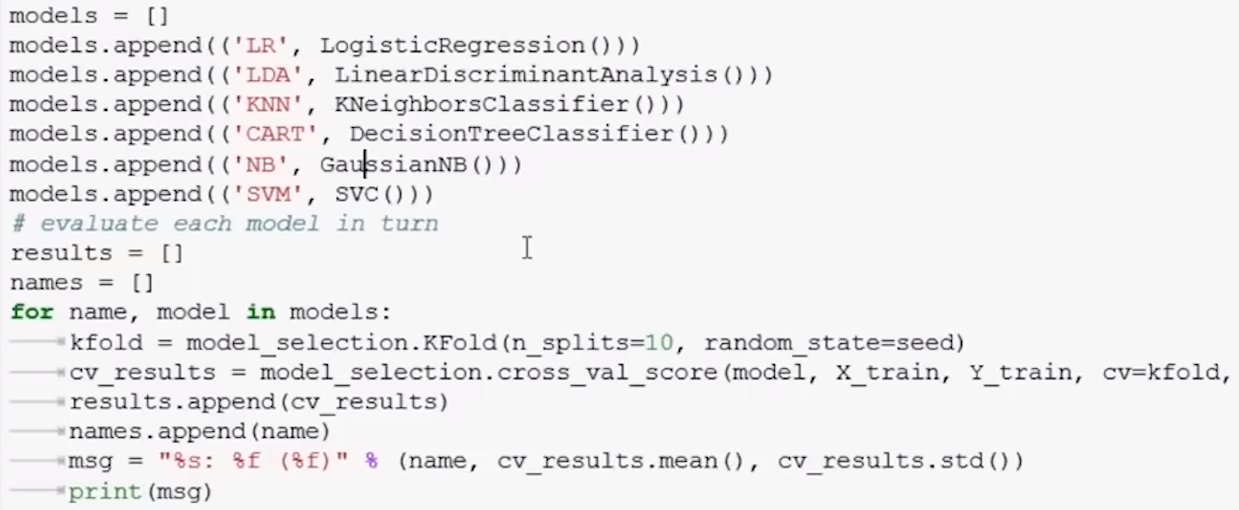 models = []
models.append(('LR', LogisticRegression()))
models.append(('LDA', LinearDiscriminantAnalysis()))
models.append(('KNN', KNeighborsClassifier()))
models.append(('CART', DecisionTreeClassifier()))
models.append(('NB', GaussianNB()))
models.append(('SVM', SVC()))
# evaluate each model in turn
results = []
names = []
for name, model in models:
    kfold = model_selection.KFold(n_splits=10, random_state=seed)
    cv_results = model_selection.cross_val_score(model, X_train, Y_train, cv=kfold,
    results.append(cv_results)
    names.append(name)
    msg = "%s: %f (%f)" % (name, cv_results.mean(), cv_results.std())
    print(msg)